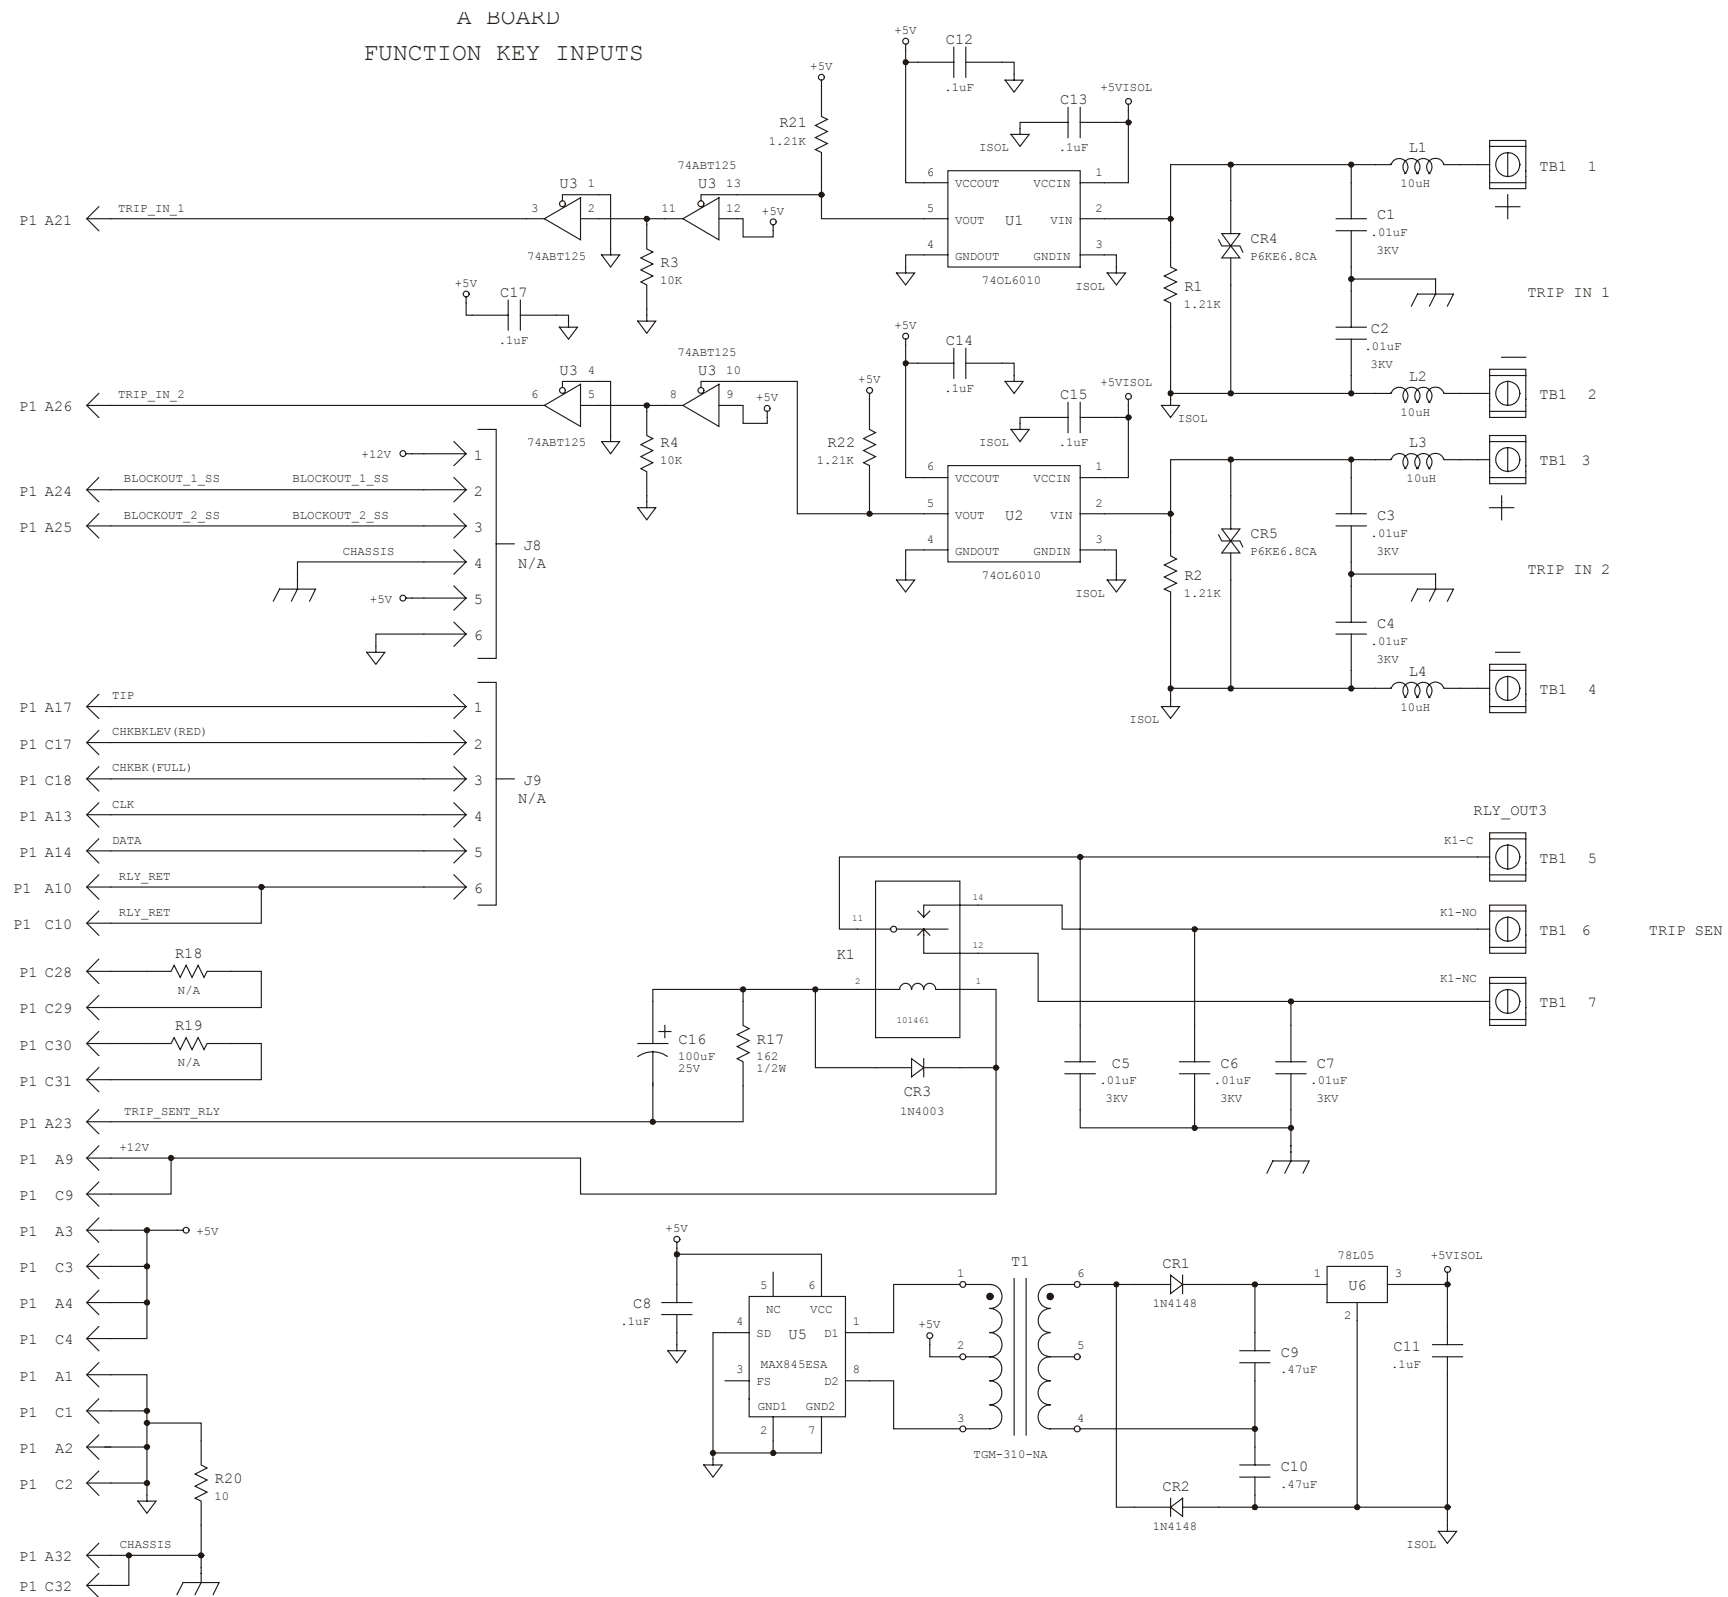 A BOARD
FUNCTION KEY INPUTS
+5V
C12
.1uF
+5V
R21
1.21K
C13
.1uF
+5VISOL
ISOL
74ABT125
U3 1
U3 13
3
2
11
12
+5V
P1 A21
TRIP_IN_1
74ABT125
R3
10K
6
VCCOUT
VCCIN
1
5
VOUT
U1
VIN
2
4
GNDOUT
GNDIN
3
74OL6010
ISOL
L1
10uH
TB1 1
+
C1
.01uF
3KV
CR4
P6KE6.8CA
R1
1.21K
TRIP IN 1
C2
.01uF
3KV
+5V
C17
.1uF
+5V
C14
.1uF
+5VISOL
C15
.1uF
ISOL
74ABT125
U3 4
U3 10
6
5
8
9
+5V
+5V
P1 A26
TRIP_IN_2
74ABT125
R4
10K
R22
1.21K
L2
10uH
TB1 2
ISOL
L3
10uH
TB1 3
+
6
VCCOUT
VCCIN
1
5
VOUT
U2
VIN
2
4
GNDOUT
GNDIN
3
74OL6010
ISOL
C3
.01uF
3KV
CR5
P6KE6.8CA
R2
1.21K
TRIP IN 2
C4
.01uF
3KV
L4
10uH
TB1 4
ISOL
+12V
1
P1 A24
BLOCKOUT_1_SS
BLOCKOUT_1_SS
2
P1 A25
BLOCKOUT_2_SS
BLOCKOUT_2_SS
3
CHASSIS
4
J8
N/A
+5V
5
6
P1 A17
TIP
1
P1 C17
CHKBKLEV(RED)
2
P1 C18
CHKBK(FULL)
3
J9
N/A
P1 A13
CLK
4
P1 A14
DATA
5
P1 A10
RLY_RET
6
P1 C10
RLY_RET
RLY_OUT3
K1-C
TB1 5
K1-NO
TB1 6
TRIP SEN
K1-NC
TB1 7
11
14
12
K1
2
1
101461
P1 C28
R18
N/A
P1 C29
P1 C30
R19
N/A
P1 C31
+
C16
100uF
25V
R17
162
1/2W
CR3
1N4003
C5
.01uF
3KV
C6
.01uF
3KV
C7
.01uF
3KV
P1 A23
TRIP_SENT_RLY
P1 A9
+12V
P1 C9
P1 A3
+5V
P1 C3
P1 A4
P1 C4
P1 A1
P1 C1
P1 A2
P1 C2
R20
10
P1 A32
CHASSIS
P1 C32
+5V
C8
.1uF
5
6
NC
VCC
4
SD
U5
D1
1
MAX845ESA
3
FS
D2
8
GND1
GND2
2
7
+5V
T1
1
2
3
6
5
4
TGM-310-NA
CR1
1N4148
C9
.47uF
C10
.47uF
CR2
1N4148
78L05
1
U6
3
2
+5VISOL
C11
.1uF
ISOL